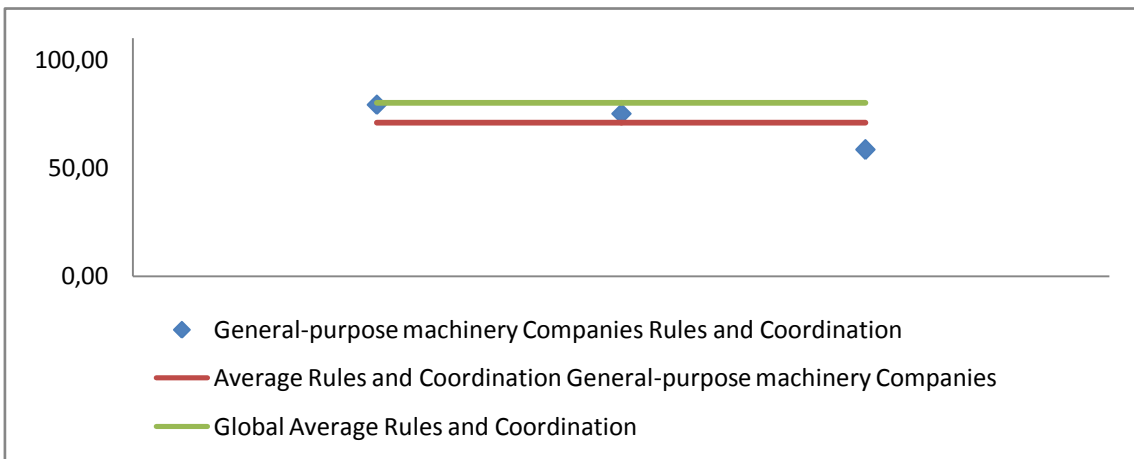 100,00
50,00
0,00
General-purpose machinery Companies Rules and Coordination
Average Rules and Coordination General-purpose machinery Companies
Global Average Rules and Coordination